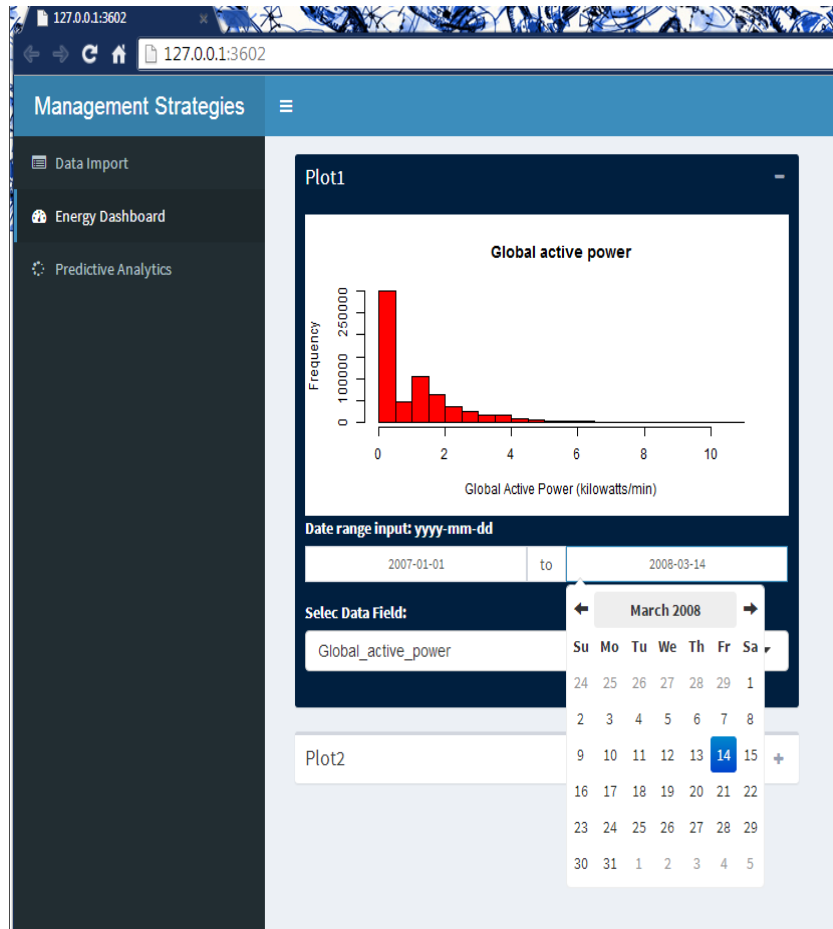 127.0.0.1:3602
127.0.0.1:3602
Management Strategies
Data Import
Energy Dashboard
Predictive Analytics
Plot1
Global active power
Frequency
0 100000 250000
0 2 4 6 8 10
Global Active Power (kilowatts/min)
Date range input: yyyy-mm-dd
2007-01-01 to 2008-03-14
Selec Data Field:
Global_active_power
March 2008
Su Mo Tu We Th Fr Sa
24 25 26 27 28 29 1
2 3 4 5 6 7 8
9 10 11 12 13 14 15
16 17 18 19 20 21 22
23 24 25 26 27 28 29
30 31 1 2 3 4 5
Plot2